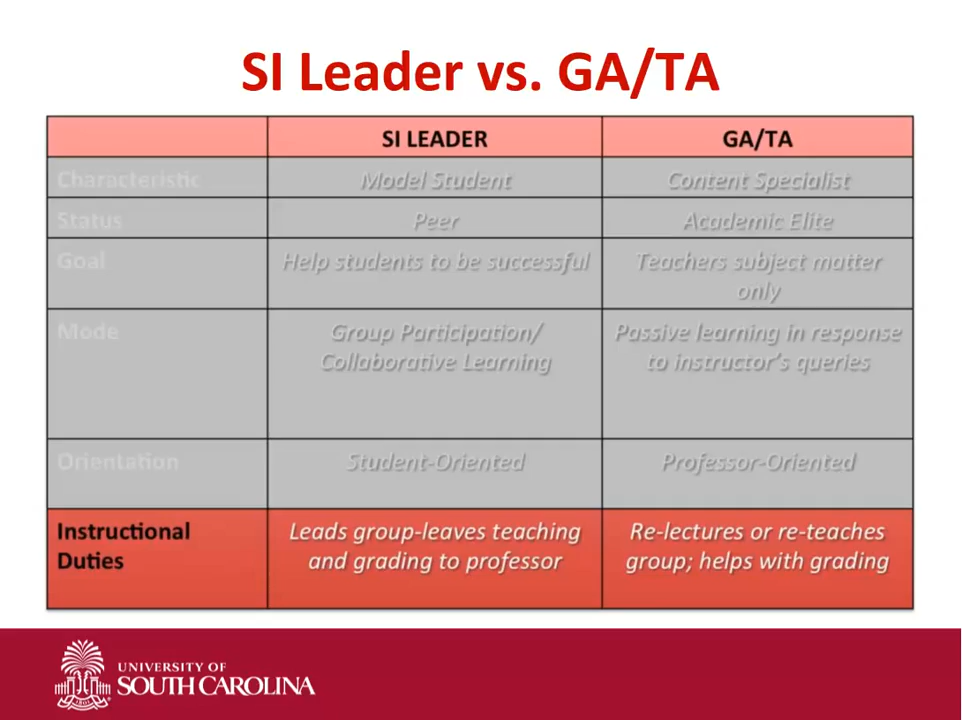 SI Leader vs. GA/TA
SI LEADER GA/TA
Characteristic Model Student Content Specialist
Status Peer Academic Elite
Goal Help students to be successful Teachers subject matter
only
Mode Group Participation/ Passive learning in response
Collaborative Learning to instructor's queries
Orientation Student-Oriented Professor-Oriented
Instructional Leads group-leaves teaching Re-lectures or re-teaches
Duties and grading to professor group; helps with grading
UNIVERSITY OF
SOUTH CAROLINA